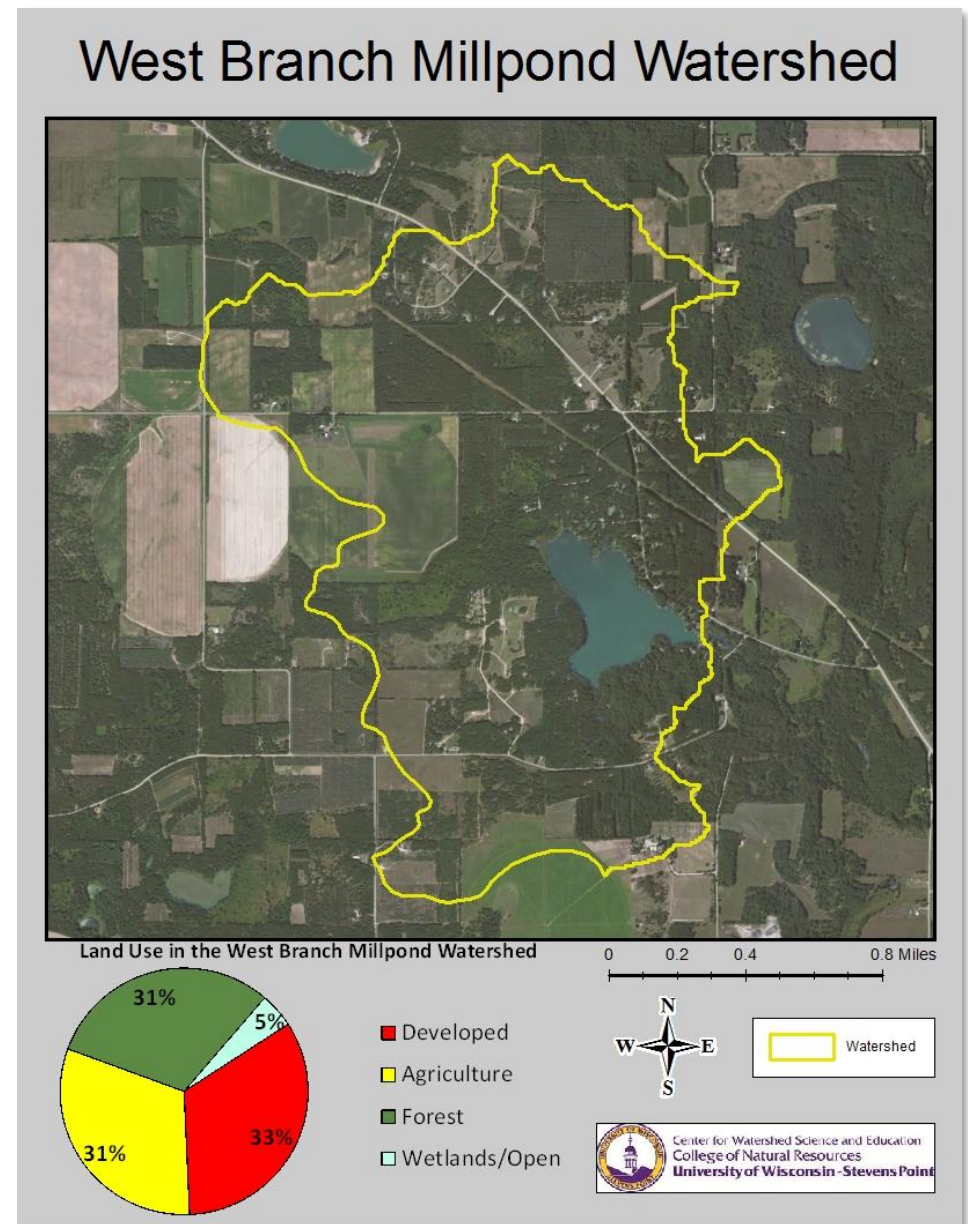 West Branch Millpond Watershed
Land Use in the West Branch Millpond Watershed
31%
5%
33%
31%
Developed
Agriculture
Forest
Wetlands/Open
0 0.2 0.4 0.8 Miles
N
W E
S
Watershed
Center for Watershed Science and Education
College of Natural Resources
University of Wisconsin - Stevens Point